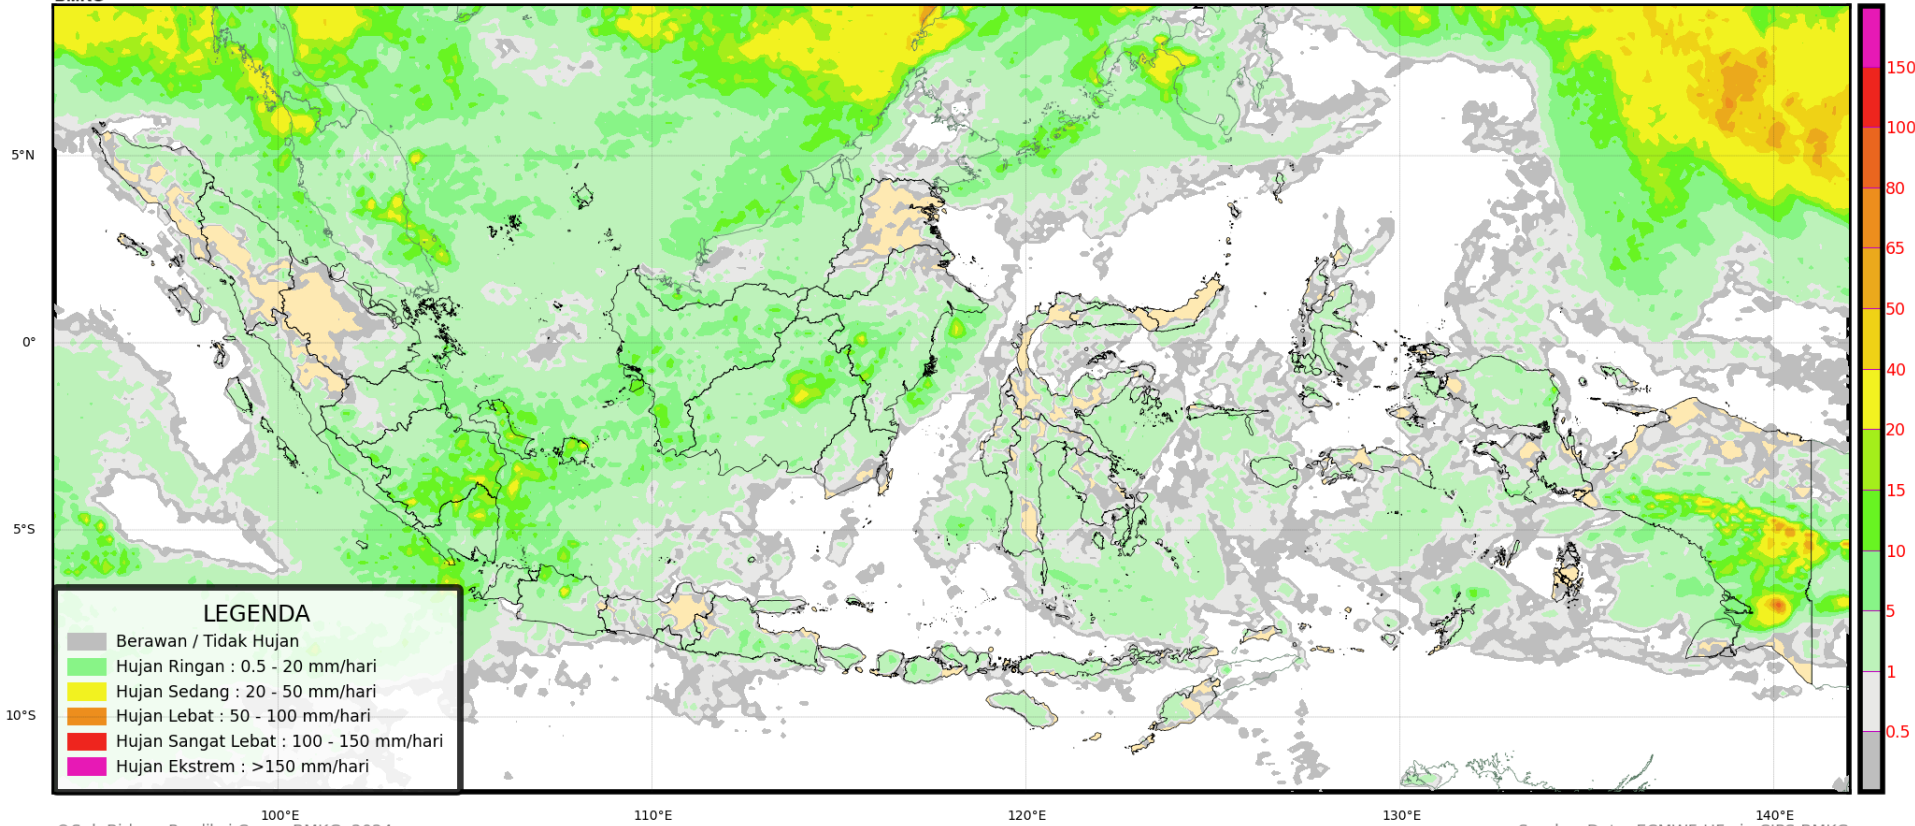 5°N
0°
5°S
10°S
100°E
110°E
120°E
130°E
140°E
150
100
80
65
50
40
20
15
10
5
1
0.5
LEGENDA
Berawan / Tidak Hujan
Hujan Ringan : 0.5 - 20 mm/hari
Hujan Sedang : 20 - 50 mm/hari
Hujan Lebat : 50 - 100 mm/hari
Hujan Sangat Lebat : 100 - 150 mm/hari
Hujan Ekstrem : >150 mm/hari